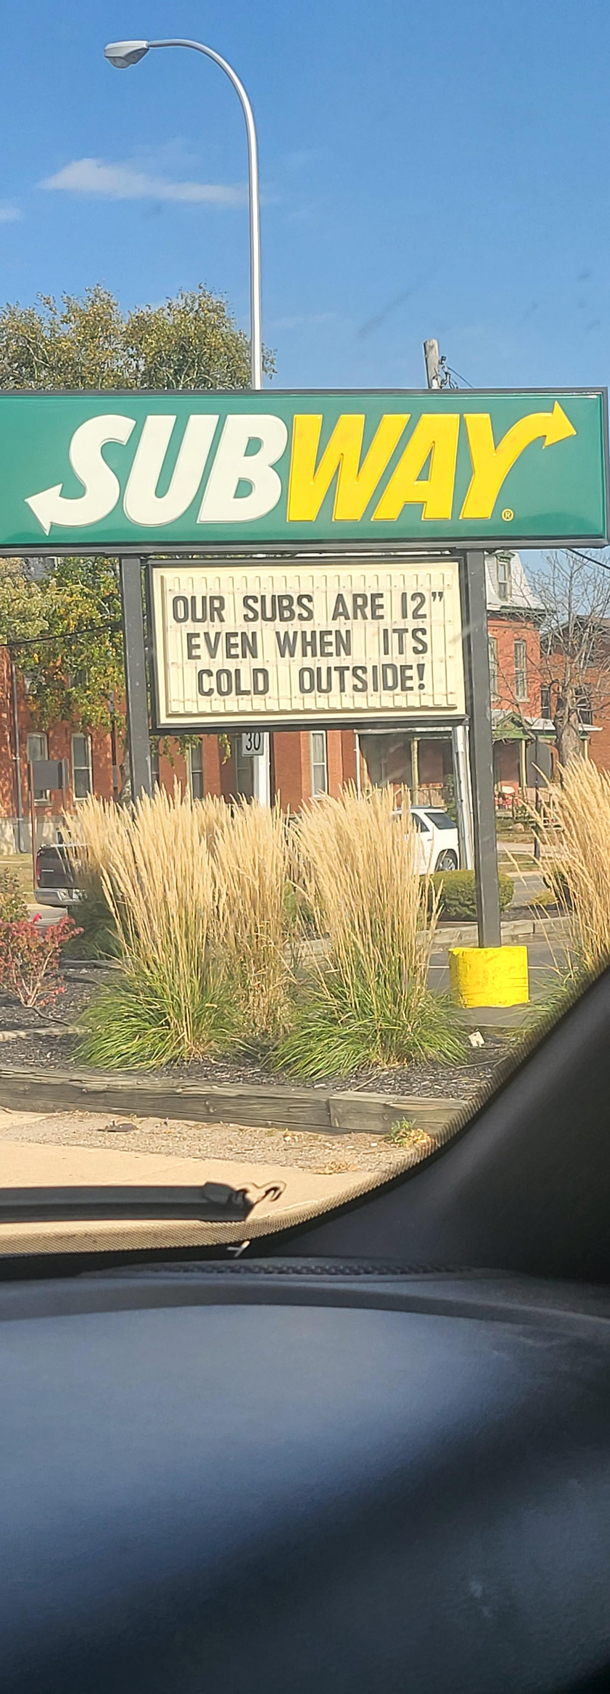 SUBWAY®
OUR SUBS ARE 12"
EVEN WHEN ITS
COLD OUTSIDE!
30